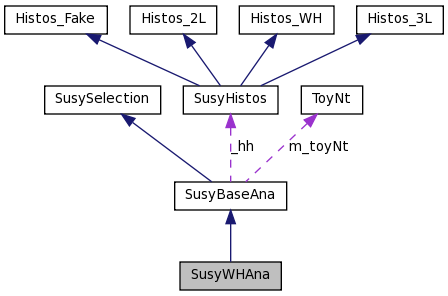 Histos_Fake
Histos_2L
Histos_WH
Histos_3L
SusySelection
SusyHistos
ToyNt
_hh
m_toyNt
SusyBaseAna
SusyWHAna